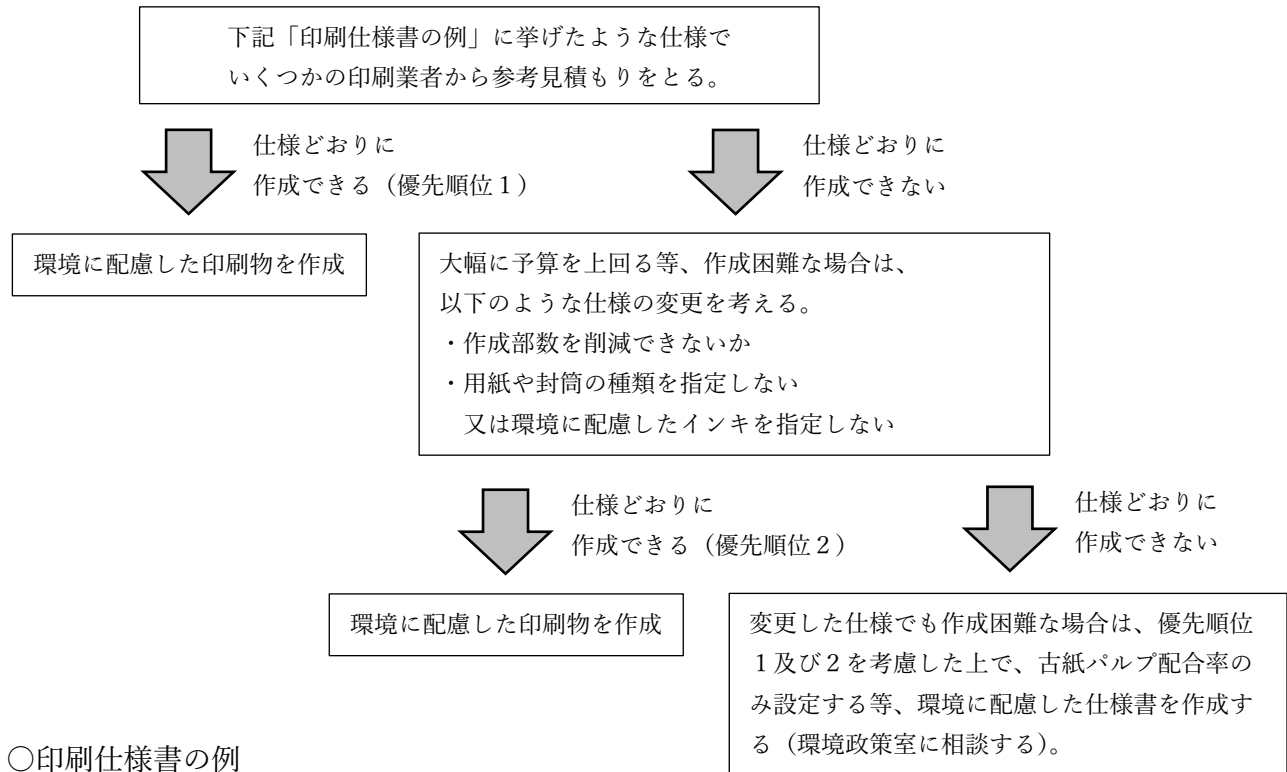 下記「印刷仕様書の例」に挙げたような仕様で
いくつかの印刷業者から参考見積もりをとる。
仕様どおりに
作成できる（優先順位１）
仕様どおりに
作成できない
環境に配慮した印刷物を作成
大幅に予算を上回る等、作成困難な場合は、
以下のような仕様の変更を考える。
・作成部数を削減できないか
・用紙や封筒の種類を指定しない
又は環境に配慮したインキを指定しない
仕様どおりに
作成できる（優先順位２）
仕様どおりに
作成できない
環境に配慮した印刷物を作成
変更した仕様でも作成困難な場合は、優先順位
１及び２を考慮した上で、古紙パルプ配合率の
み設定する等、環境に配慮した仕様書を作成す
る（環境政策室に相談する）。
○印刷仕様書の例